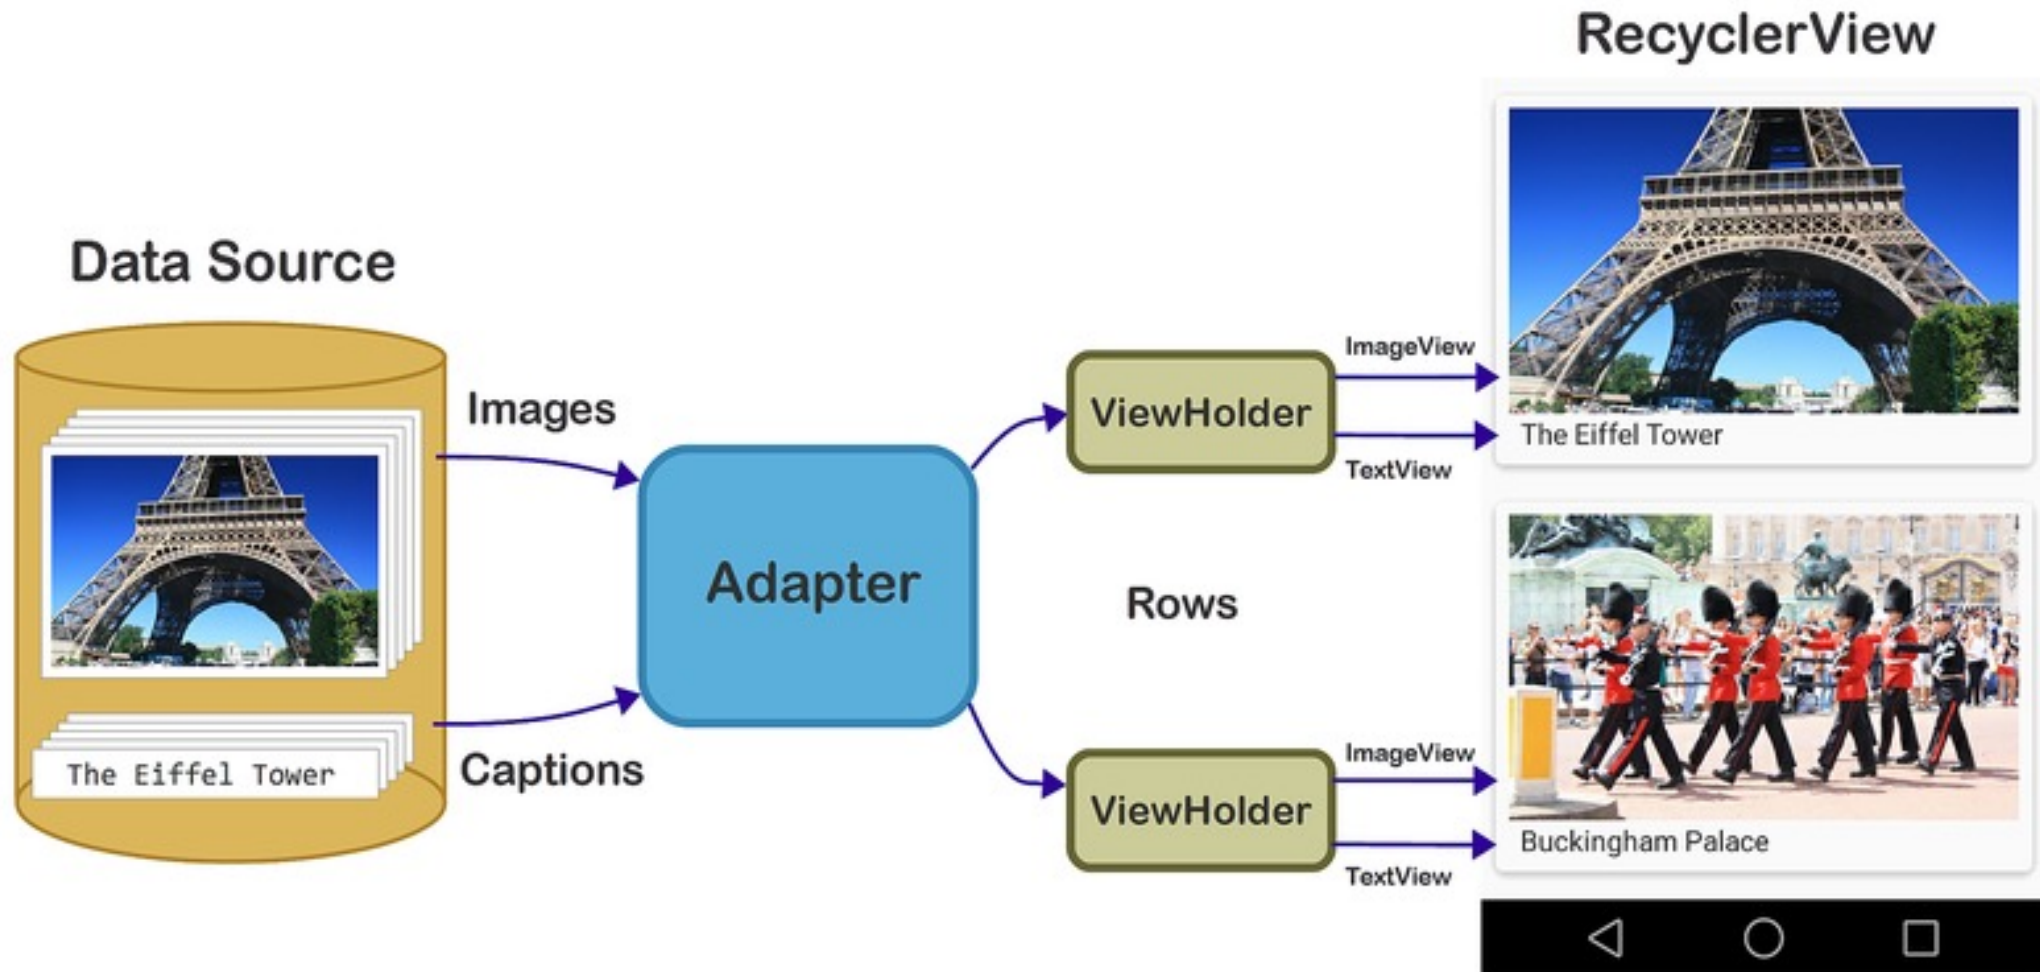 RecyclerView
Data Source
Images
Captions
The Eiffel Tower
Adapter
ViewHolder
ImageView
TextView
Rows
ViewHolder
ImageView
TextView
The Eiffel Tower
Buckingham Palace